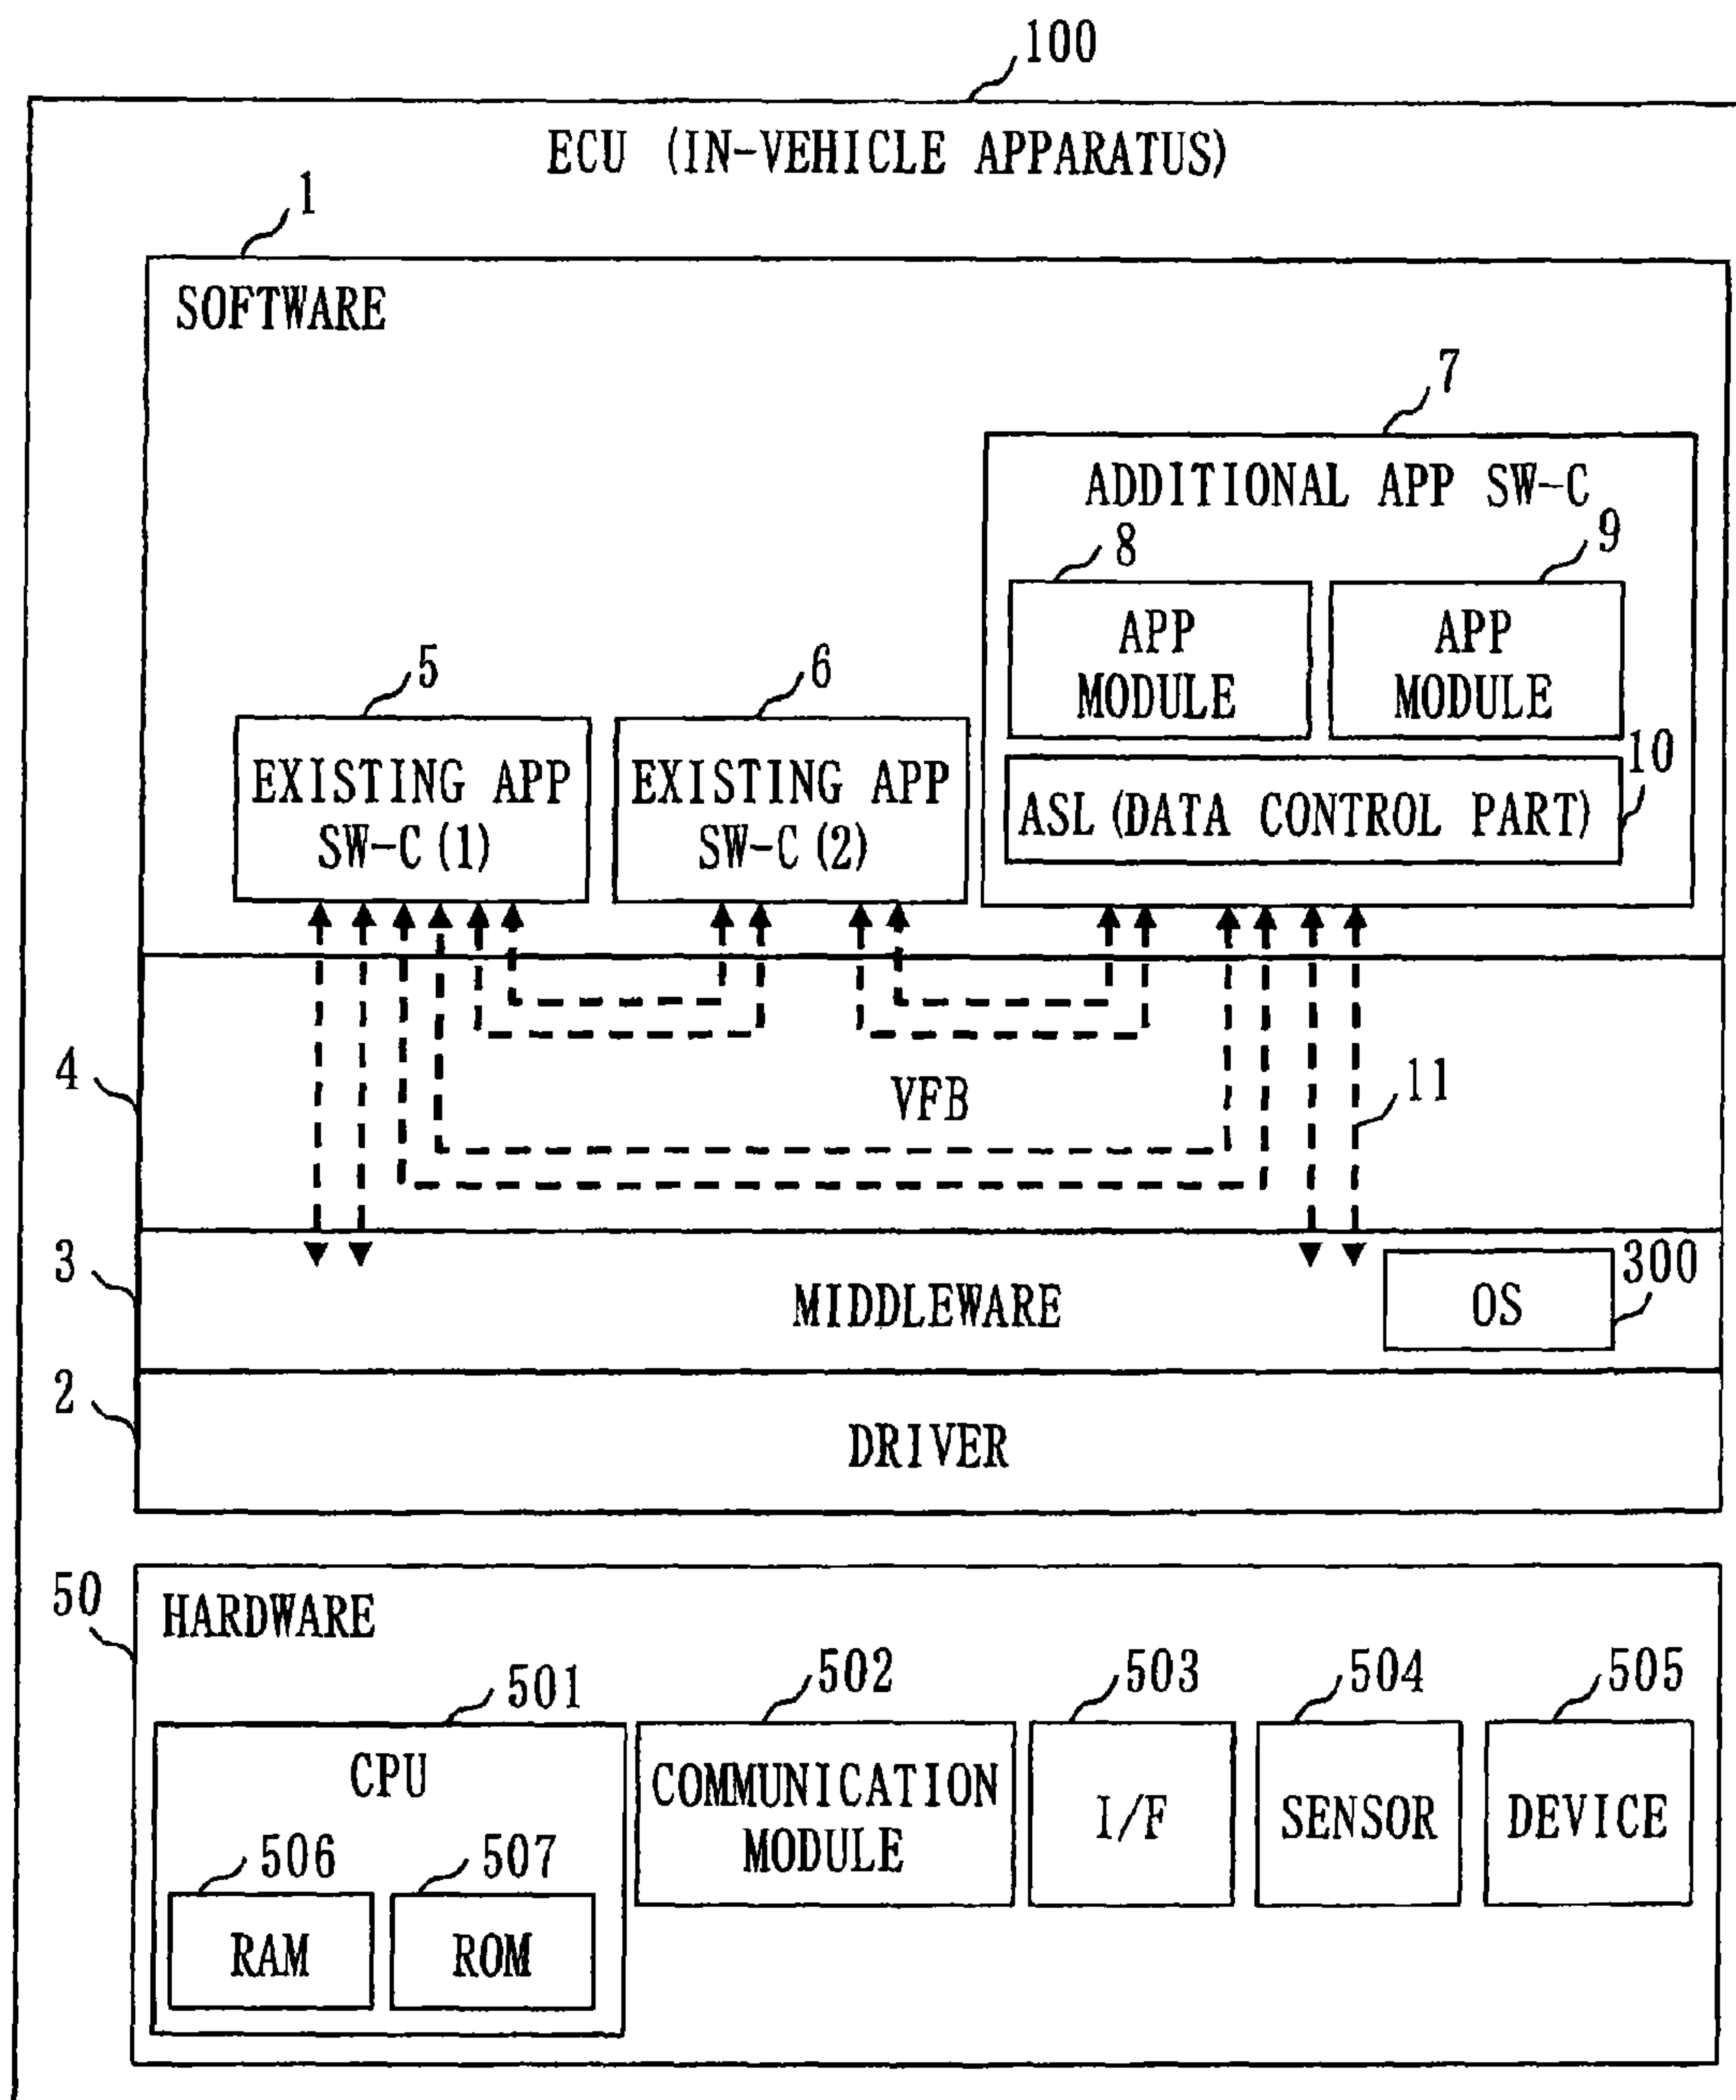 100
ECU (IN-VEHICLE APPARATUS)
1
SOFTWARE
7
ADDITIONAL APP SW-C
8
9
APP
MODULE
APP
MODULE
5
6
10
EXISTING APP
SW-C(1)
EXISTING APP
SW-C(2)
ASL(DATA CONTROL PART)
4
VFB
11
3
MIDDLEWARE
OS
300
2
DRIVER
50
HARDWARE
501
502
503
504
505
CPU
COMMUNICATION
MODULE
I/F
SENSOR
DEVICE
506
507
RAM
ROM